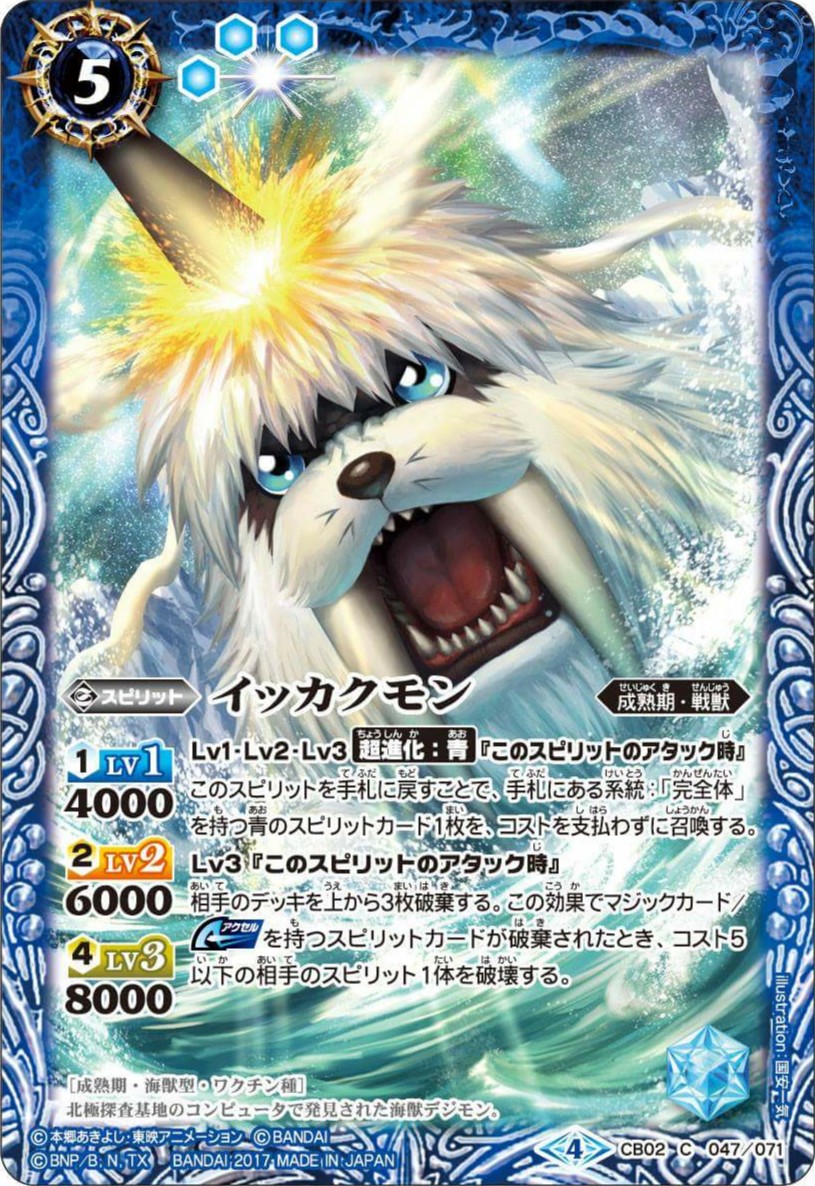 5
スピリット イッカクモン 成熟期・戦獣
Lv1・Lv2・Lv3 超進化：青 『このスピリットのアタック時』
このスピリットを手札に戻すことで、手札にある系統：「完全体」
を持つ青のスピリットカード1枚を、コストを支払わずに召喚する。
Lv3『このスピリットのアタック時』
相手のデッキを上から3枚破棄する。この効果でマジックカード/
アクセル を持つスピリットカードが破棄されたとき、コスト5
以下の相手のスピリット1体を破壊する。
1 LV1
4000
2 LV2
6000
4 LV3
8000
[成熟期・海獣型・ワクチン種]
北極探査基地のコンピュータで発見された海獣デジモン。
illustration:国安一気
©本郷あきよし・東映アニメーション ©BANDAI
©BNP/B, N, TX BANDAI 2017 MADE IN JAPAN
4 CB02 C 047/071